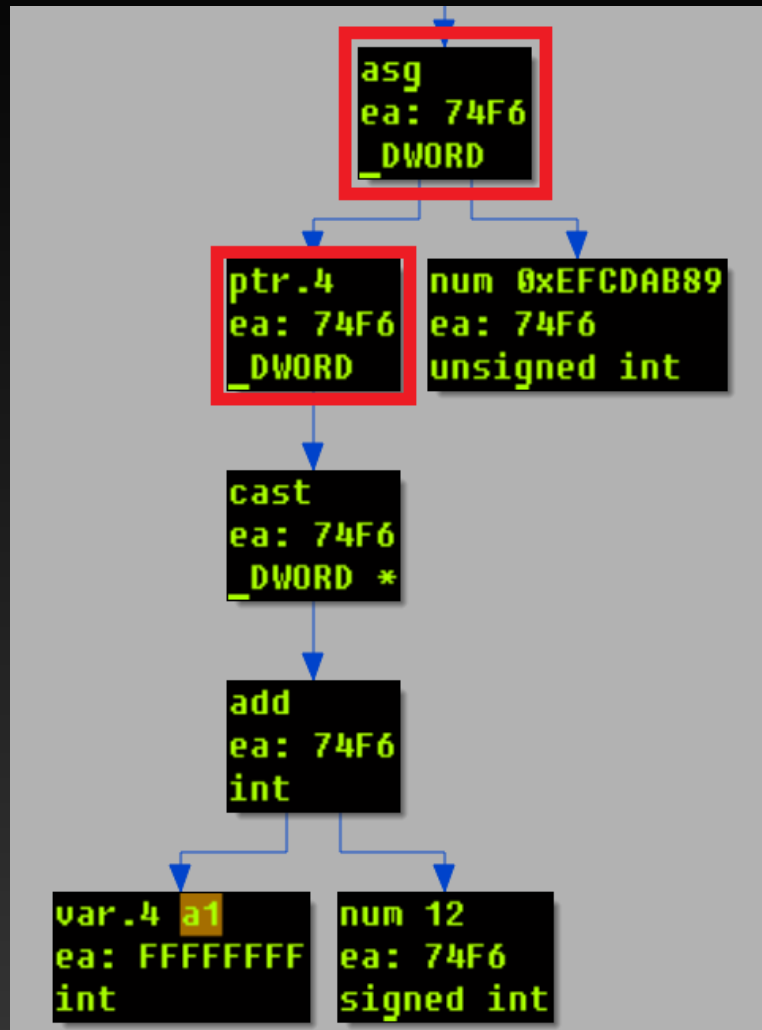 asg
ea: 74F6
_DWORD
ptr.4
ea: 74F6
_DWORD
num 0xEFCDAB89
ea: 74F6
unsigned int
cast
ea: 74F6
_DWORD *
add
ea: 74F6
int
var.4 a1
ea: FFFFFFFF
int
num 12
ea: 74F6
signed int